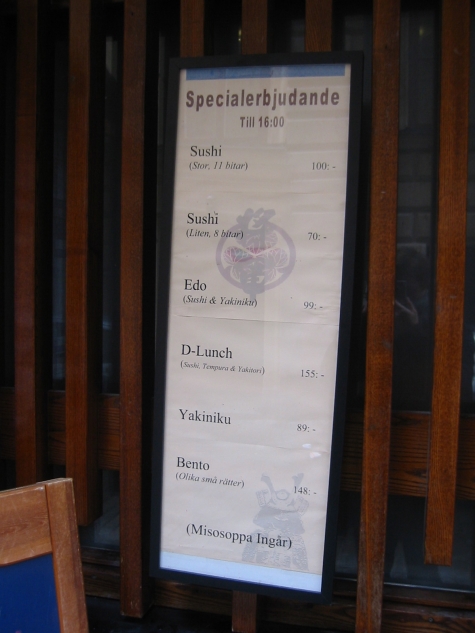 Specialerbjudande
Till 16:00
Sushi
(Stor, 11 bitar) 100:-
Sushi
(Liten, 8 bitar) 70:-
Edo
(Sushi & Yakiniku) 99:-
D-Lunch
(Sushi, Tempura & Yakitori) 155:-
Yakiniku 89:-
Bento
(Olika små rätter) 148:-
(Misosoppa Ingår)